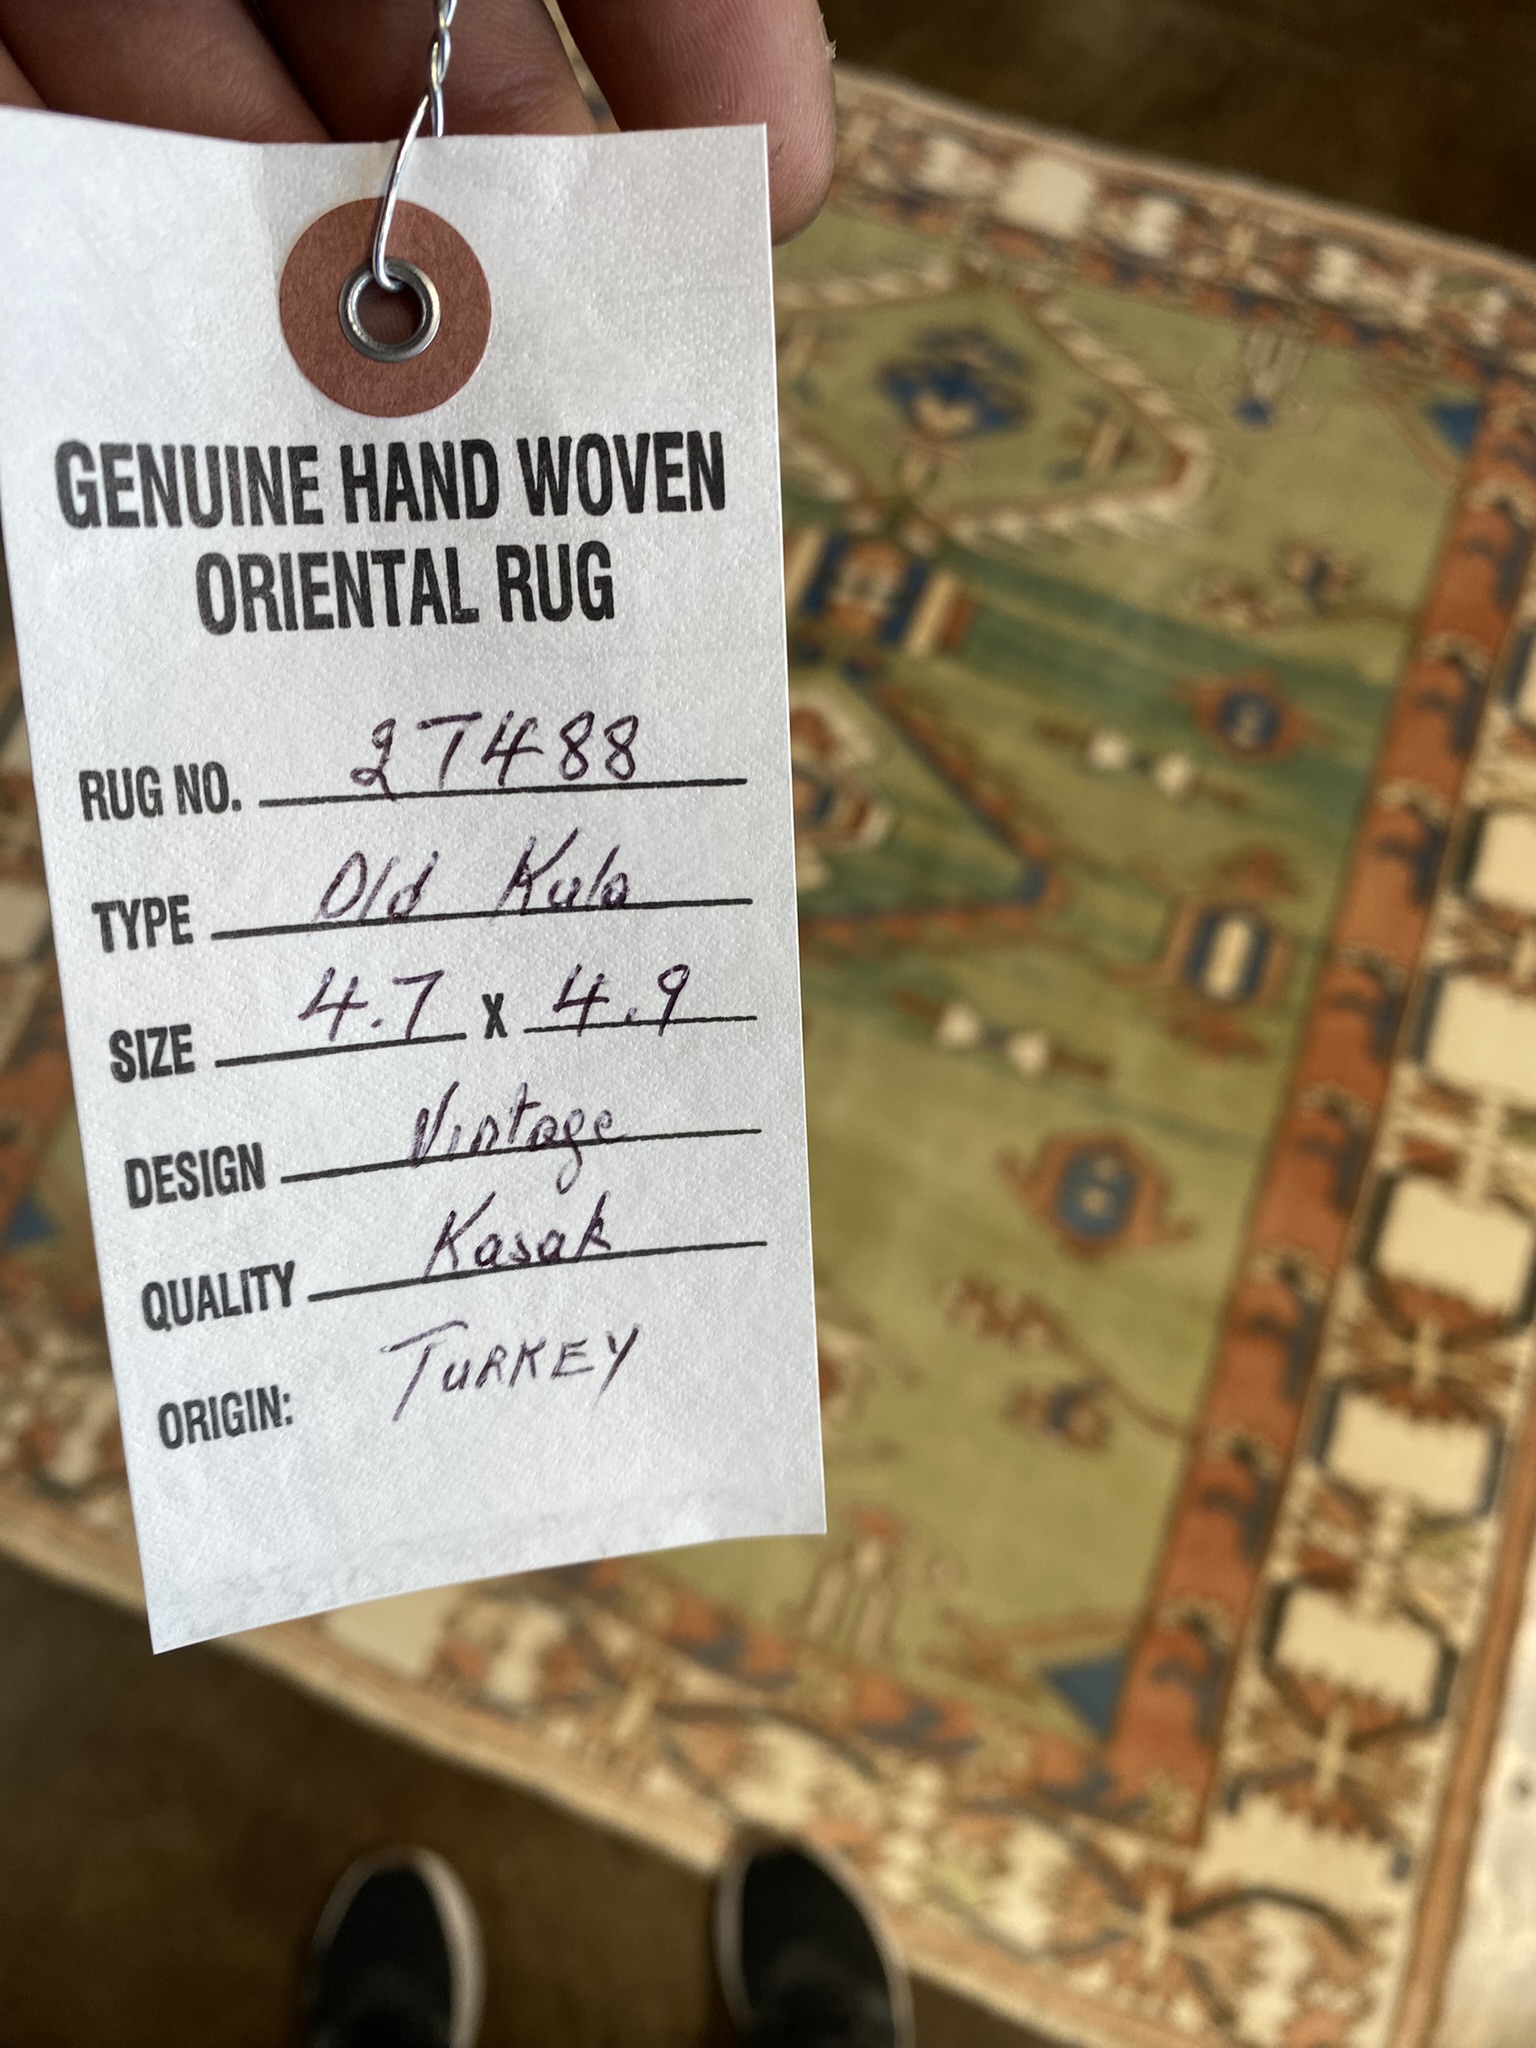 GENUINE HAND WOVEN
ORIENTAL RUG
RUG NO. 27488
TYPE Old Kula
SIZE 4.7 X 4.9
DESIGN Vintage
QUALITY Kasak
ORIGIN: TURKEY